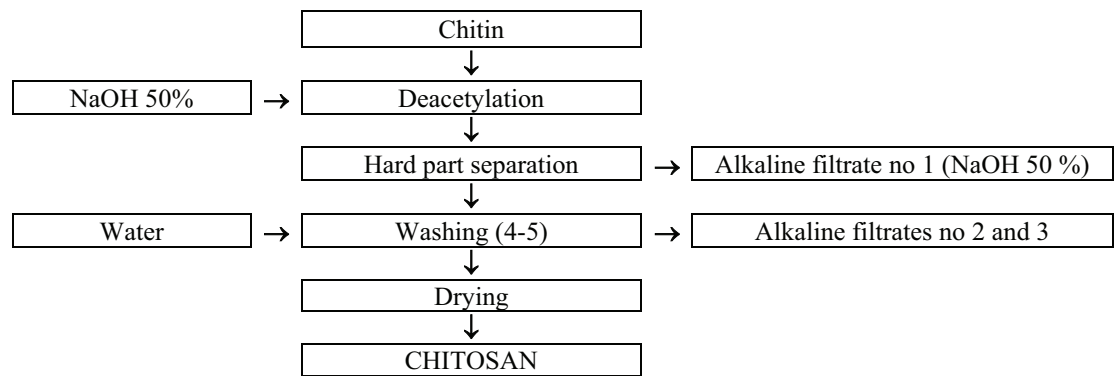 Chitin
NaOH 50%
→
Deacetylation
Hard part separation
→
Alkaline filtrate no 1 (NaOH 50 %)
Water
→
Washing (4-5)
→
Alkaline filtrates no 2 and 3
Drying
CHITOSAN